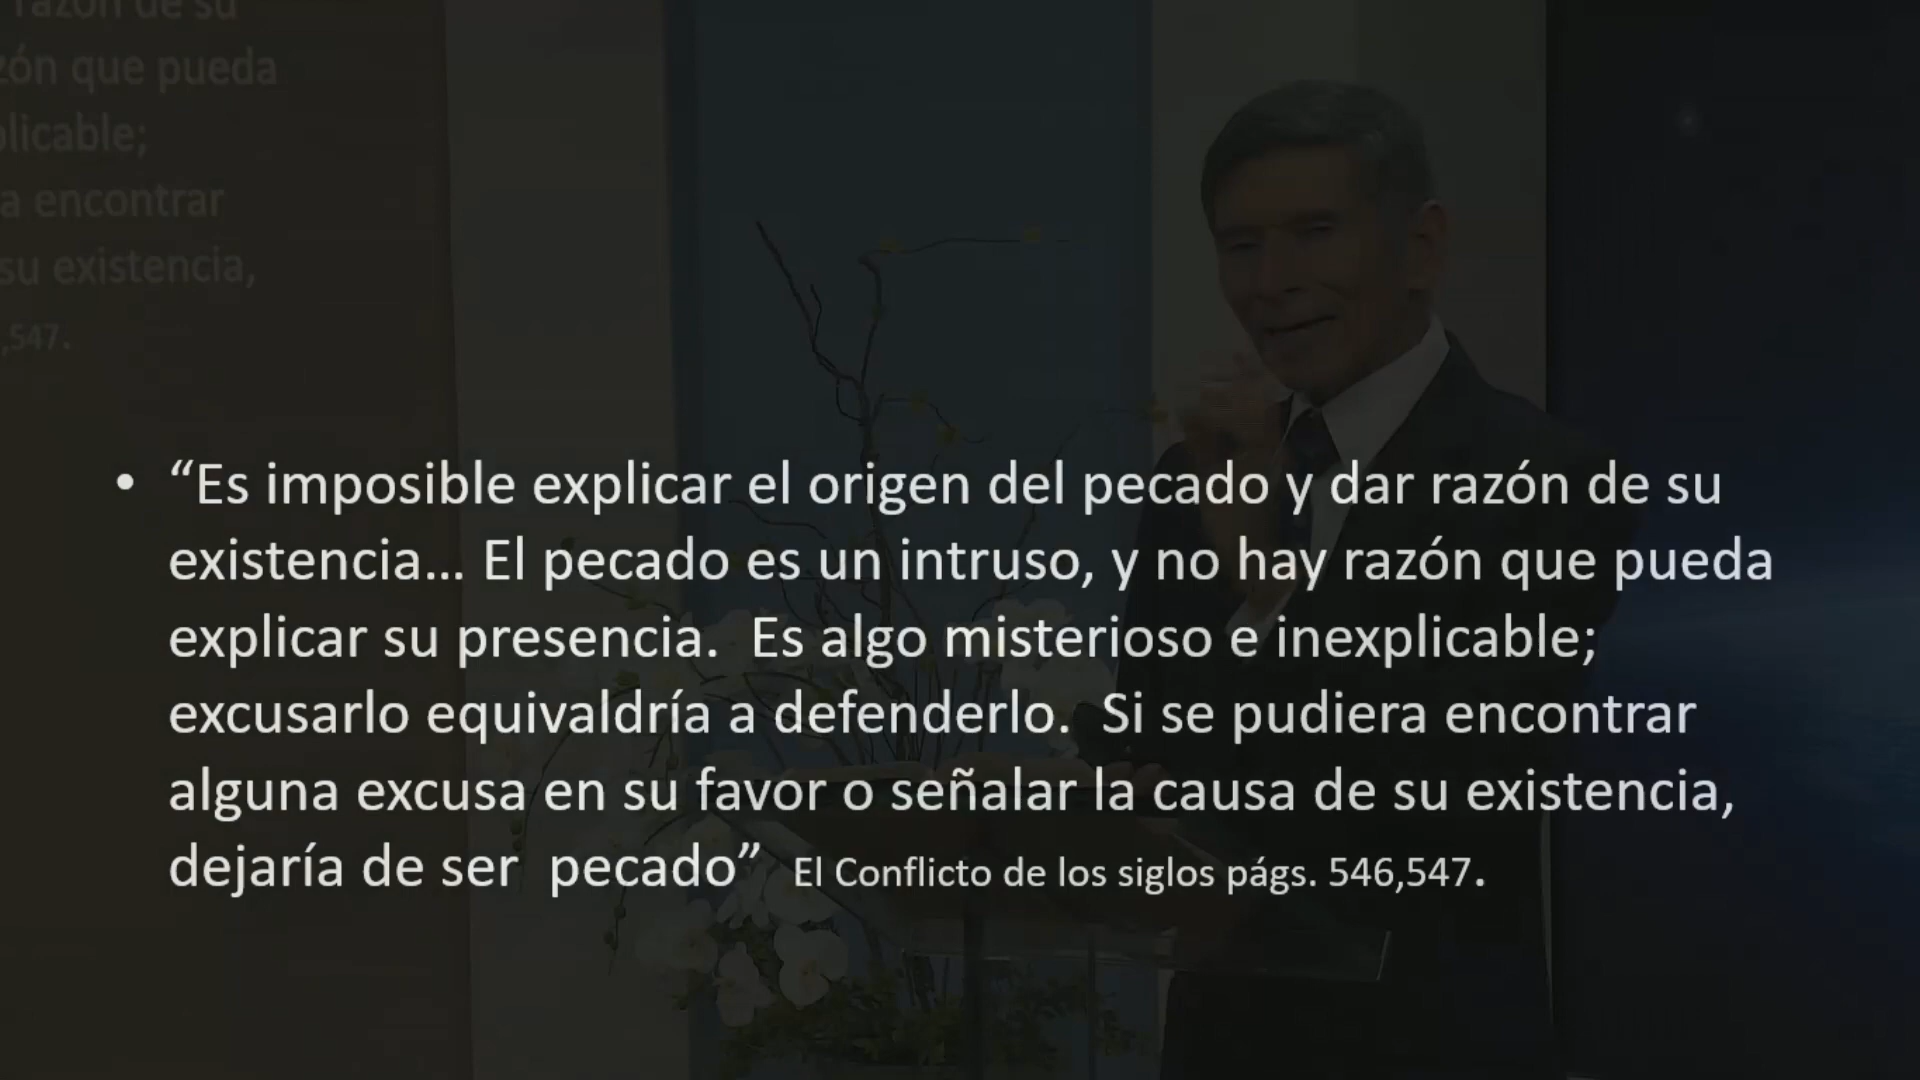 razón de su
zón que pueda
plicable;
a encontrar
su existencia,
,547.
• “Es imposible explicar el origen del pecado y dar razón de su
existencia... El pecado es un intruso, y no hay razón que pueda
explicar su presencia.  Es algo misterioso e inexplicable;
excusarlo equivaldría a defenderlo.  Si se pudiera encontrar
alguna excusa en su favor o señalar la causa de su existencia,
dejaría de ser  pecado”  El Conflicto de los siglos págs. 546,547.